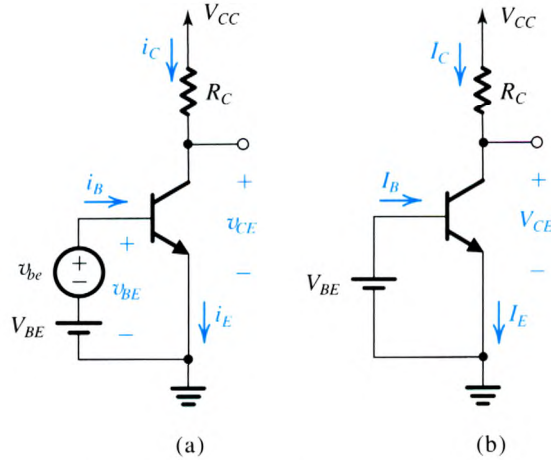 V_CC
i_C
R_C
i_B
+
+
v_CE
v_be
+
−
v_BE
−
V_BE
−
i_E
(a)
V_CC
I_C
R_C
I_B
+
V_CE
V_BE
−
I_E
(b)